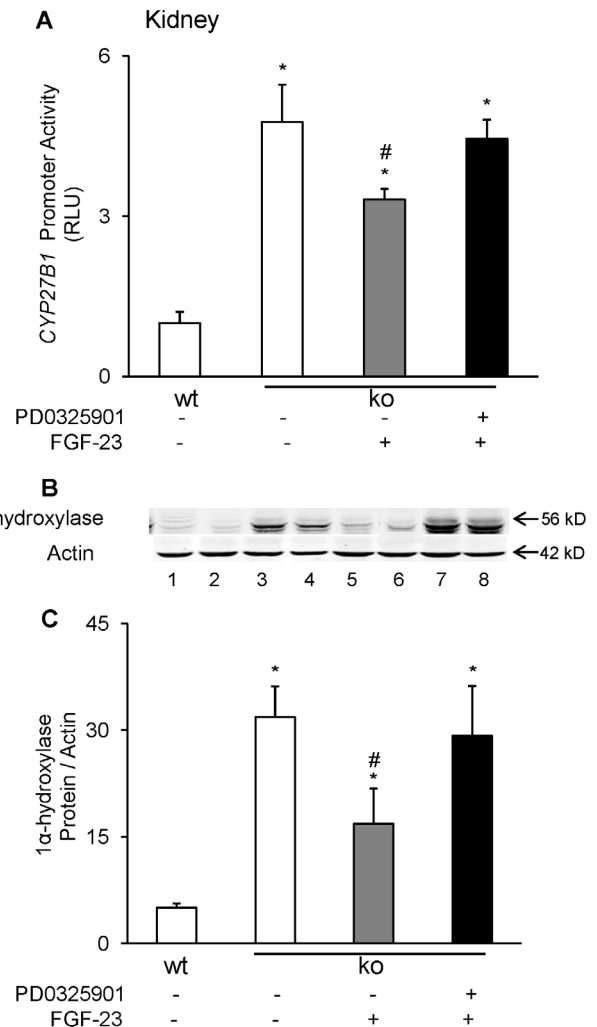 A Kidney
6
*
*
#
*
3
0
CYP27B1 Promoter Activity
(RLU)
wt ko
PD0325901 - - - +
FGF-23 - - + +
B
hydroxylase 56 kD
Actin 42 kD
1 2 3 4 5 6 7 8
C
45
*
*
30
#
*
15
0
1α-hydroxylase
Protein / Actin
wt ko
PD0325901 - - - +
FGF-23 - - + +